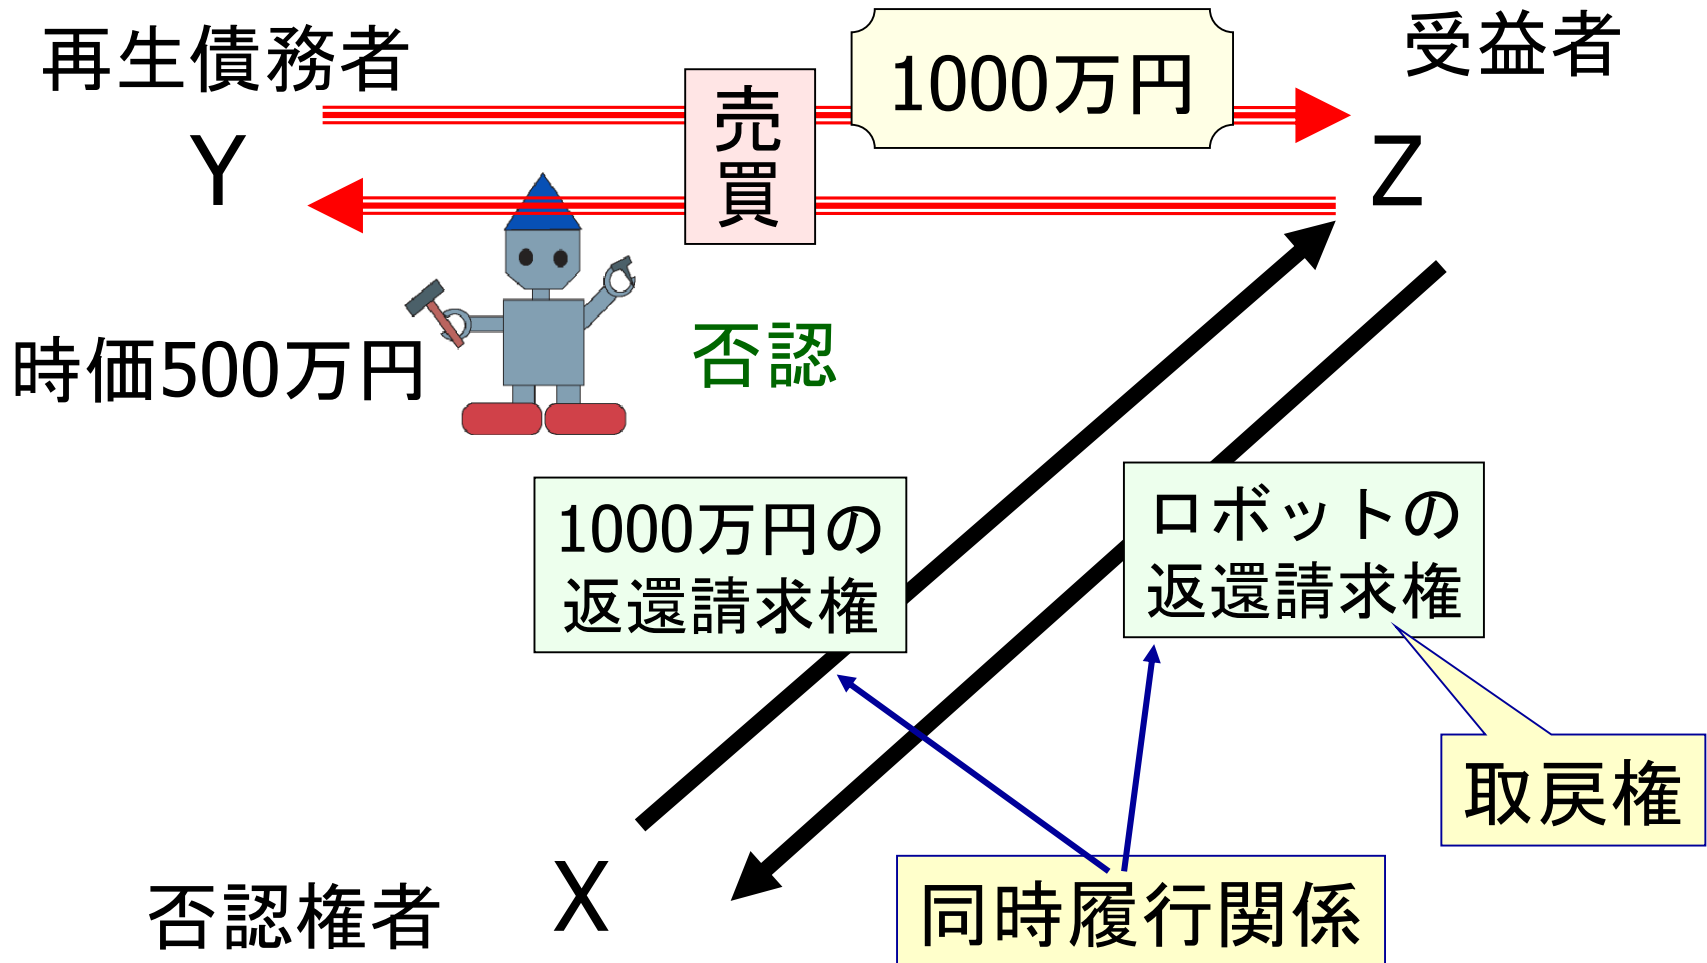 再生債務者
1000万円
受益者
Y
売買
Z
時価500万円
否認
1000万円の
返還請求権
ロボットの
返還請求権
取戻権
否認権者
X
同時履行関係